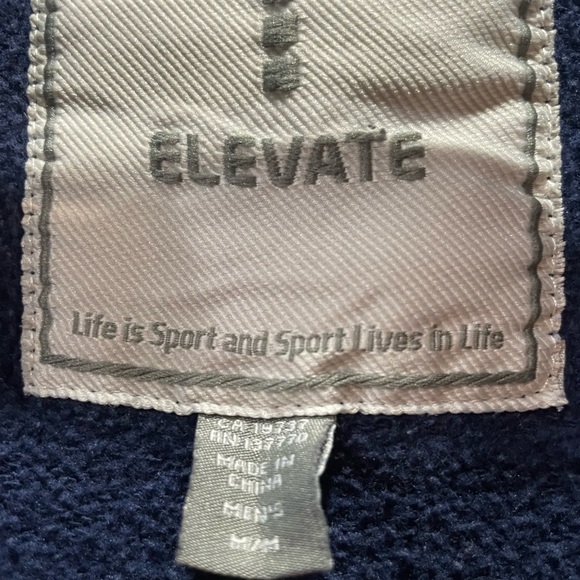 ELEVATE
Life is Sport and Sport Lives in Life
CA 19737
RN 137770
MADE IN
CHINA
MEN'S
M/M